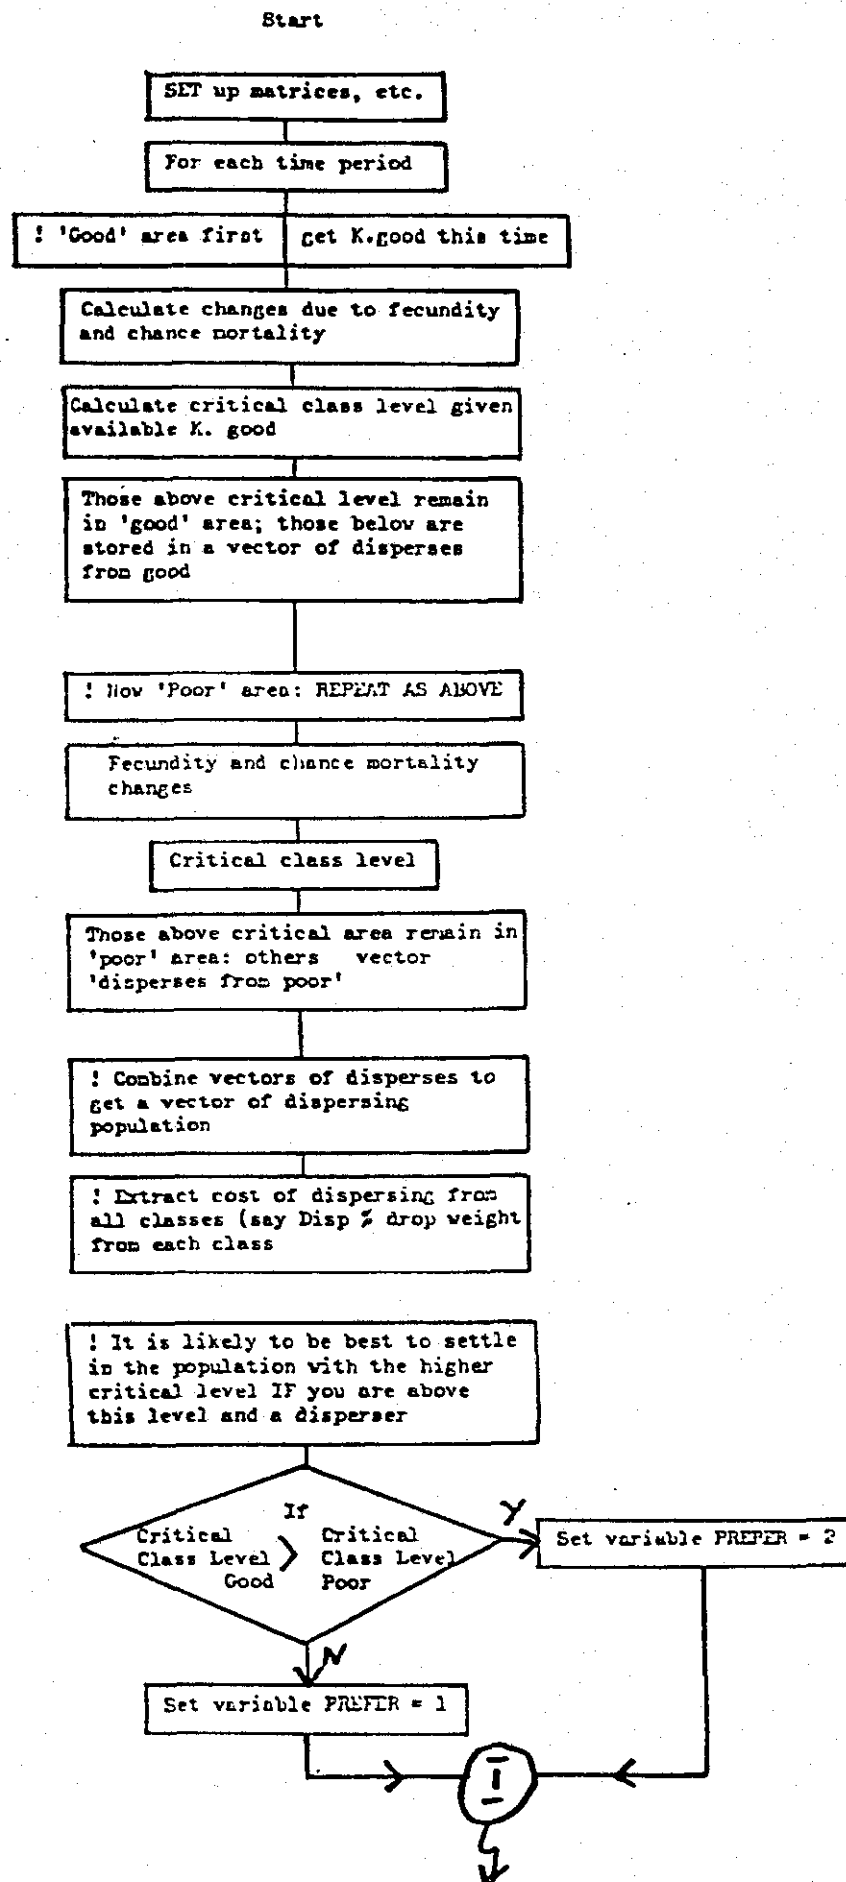 Start
SET up matrices, etc.
For each time period
! 'Good' area first get K.good this time
Calculate changes due to fecundity
and chance mortality
Calculate critical class level given
available K. good
Those above critical level remain
in 'good' area; those below are
stored in a vector of disperses
from good
! Now 'Poor' area: REPEAT AS ABOVE
Fecundity and chance mortality
changes
Critical class level
Those above critical area remain in
'poor' area: others vector
'disperses from poor'
! Combine vectors of disperses to
get a vector of dispersing
population
! Extract cost of dispersing from
all classes (say Disp % drop weight
from each class
! It is likely to be best to settle
in the population with the higher
critical level IF you are above
this level and a disperser
If
Critical Critical
Class Level > Class Level
Good Poor
Y
Set variable PREFER = 2
N
Set variable PREFER = 1
I